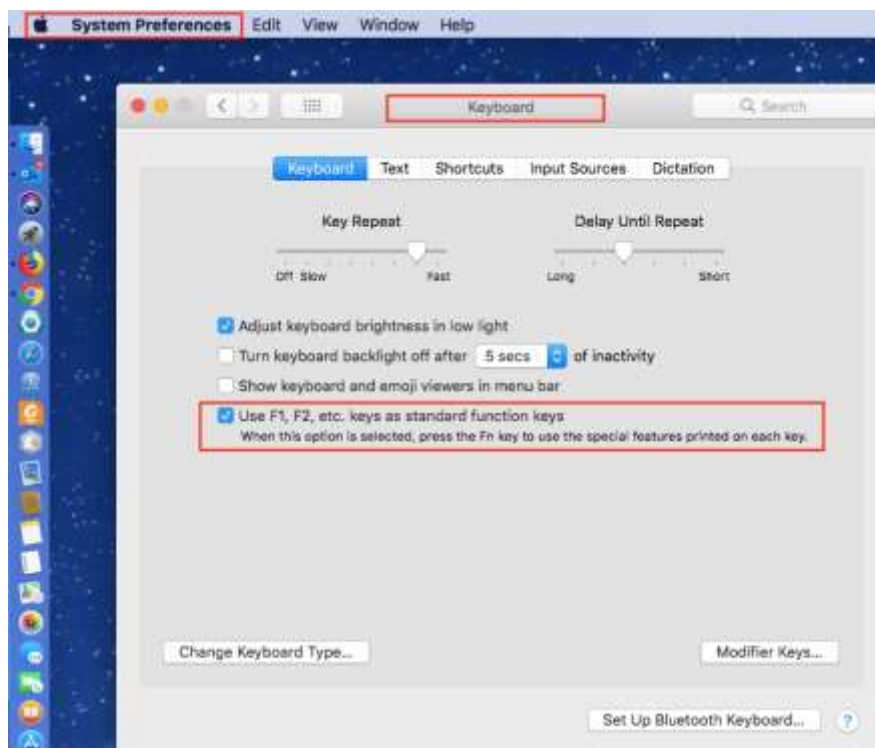 System Preferences Edit View Window Help
Keyboard
Search
Keyboard Text Shortcuts Input Sources Dictation
Key Repeat
Delay Until Repeat
Off Slow Fast
Long Short
Adjust keyboard brightness in low light
Turn keyboard backlight off after 5 secs of inactivity
Show keyboard and emoji viewers in menu bar
Use F1, F2, etc. keys as standard function keys
When this option is selected, press the Fn key to use the special features printed on each key.
Change Keyboard Type...
Modifier Keys...
Set Up Bluetooth Keyboard...
?